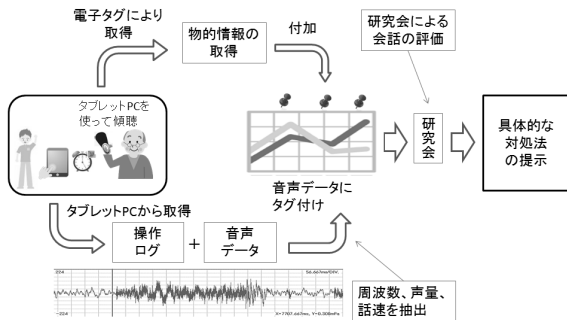 電子タグにより
取得
物的情報の
取得
付加
研究会による
会話の評価
タブレットPCを
使って傾聴
研究会
具体的な
対処法
の提示
音声データに
タグ付け
タブレットPCから取得
操作
ログ
+
音声
データ
周波数、声量、
話速を抽出
224
-224